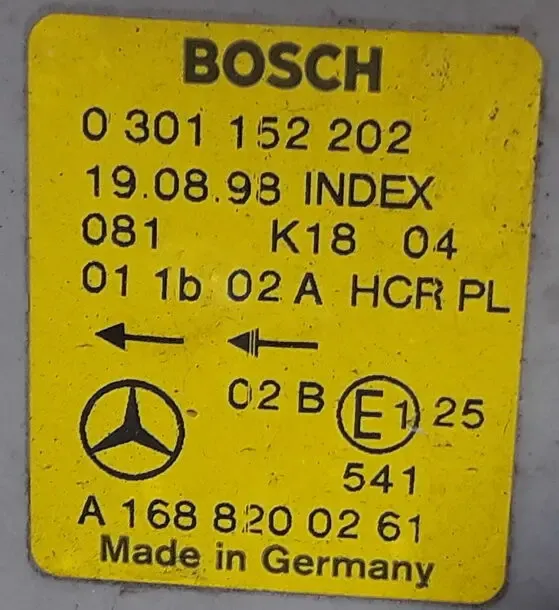 BOSCH
0 301 152 202
19.08.98 INDEX
081 K18 04
01 1b 02 A HCR PL
02 B E1 25
541
A 168 820 02 61
Made in Germany